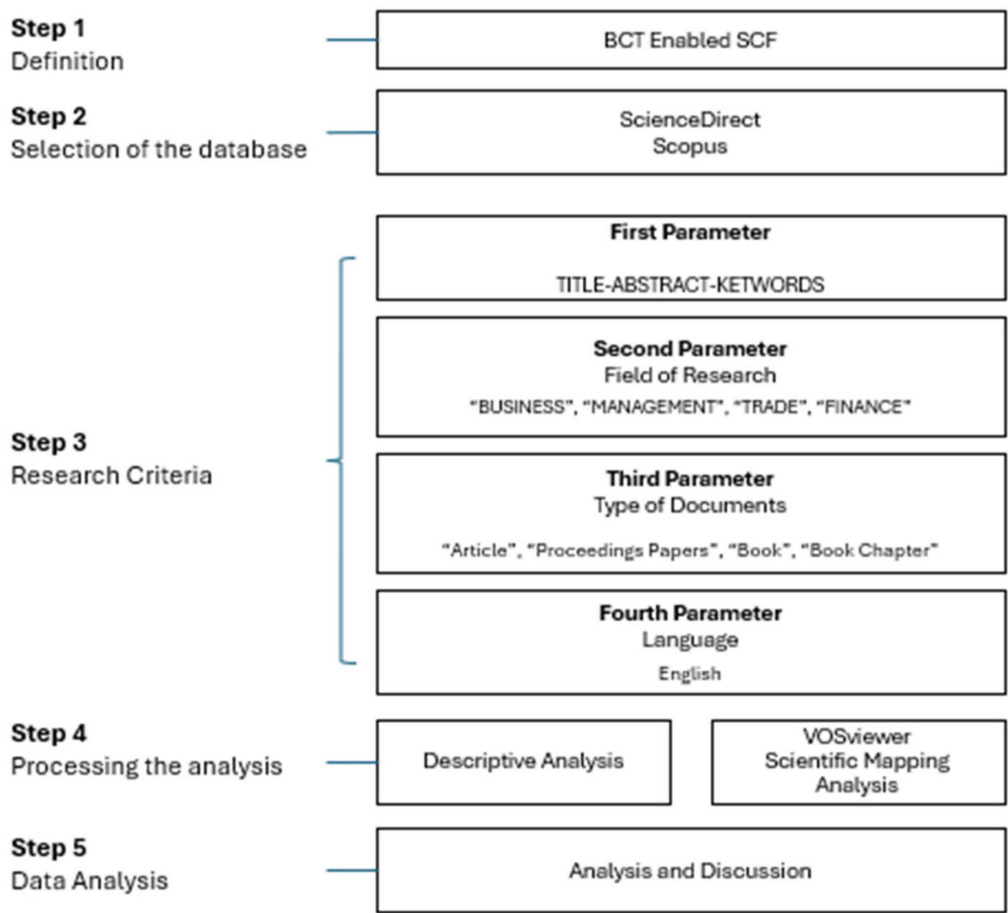 Step 1
Definition
BCT Enabled SCF
Step 2
Selection of the database
ScienceDirect
Scopus
Step 3
Research Criteria
First Parameter
TITLE-ABSTRACT-KETWORDS
Second Parameter
Field of Research
“BUSINESS”, “MANAGEMENT”, “TRADE”, “FINANCE”
Third Parameter
Type of Documents
“Article”, “Proceedings Papers”, “Book”, “Book Chapter”
Fourth Parameter
Language
English
Step 4
Processing the analysis
Descriptive Analysis
VOSviewer
Scientific Mapping
Analysis
Step 5
Data Analysis
Analysis and Discussion